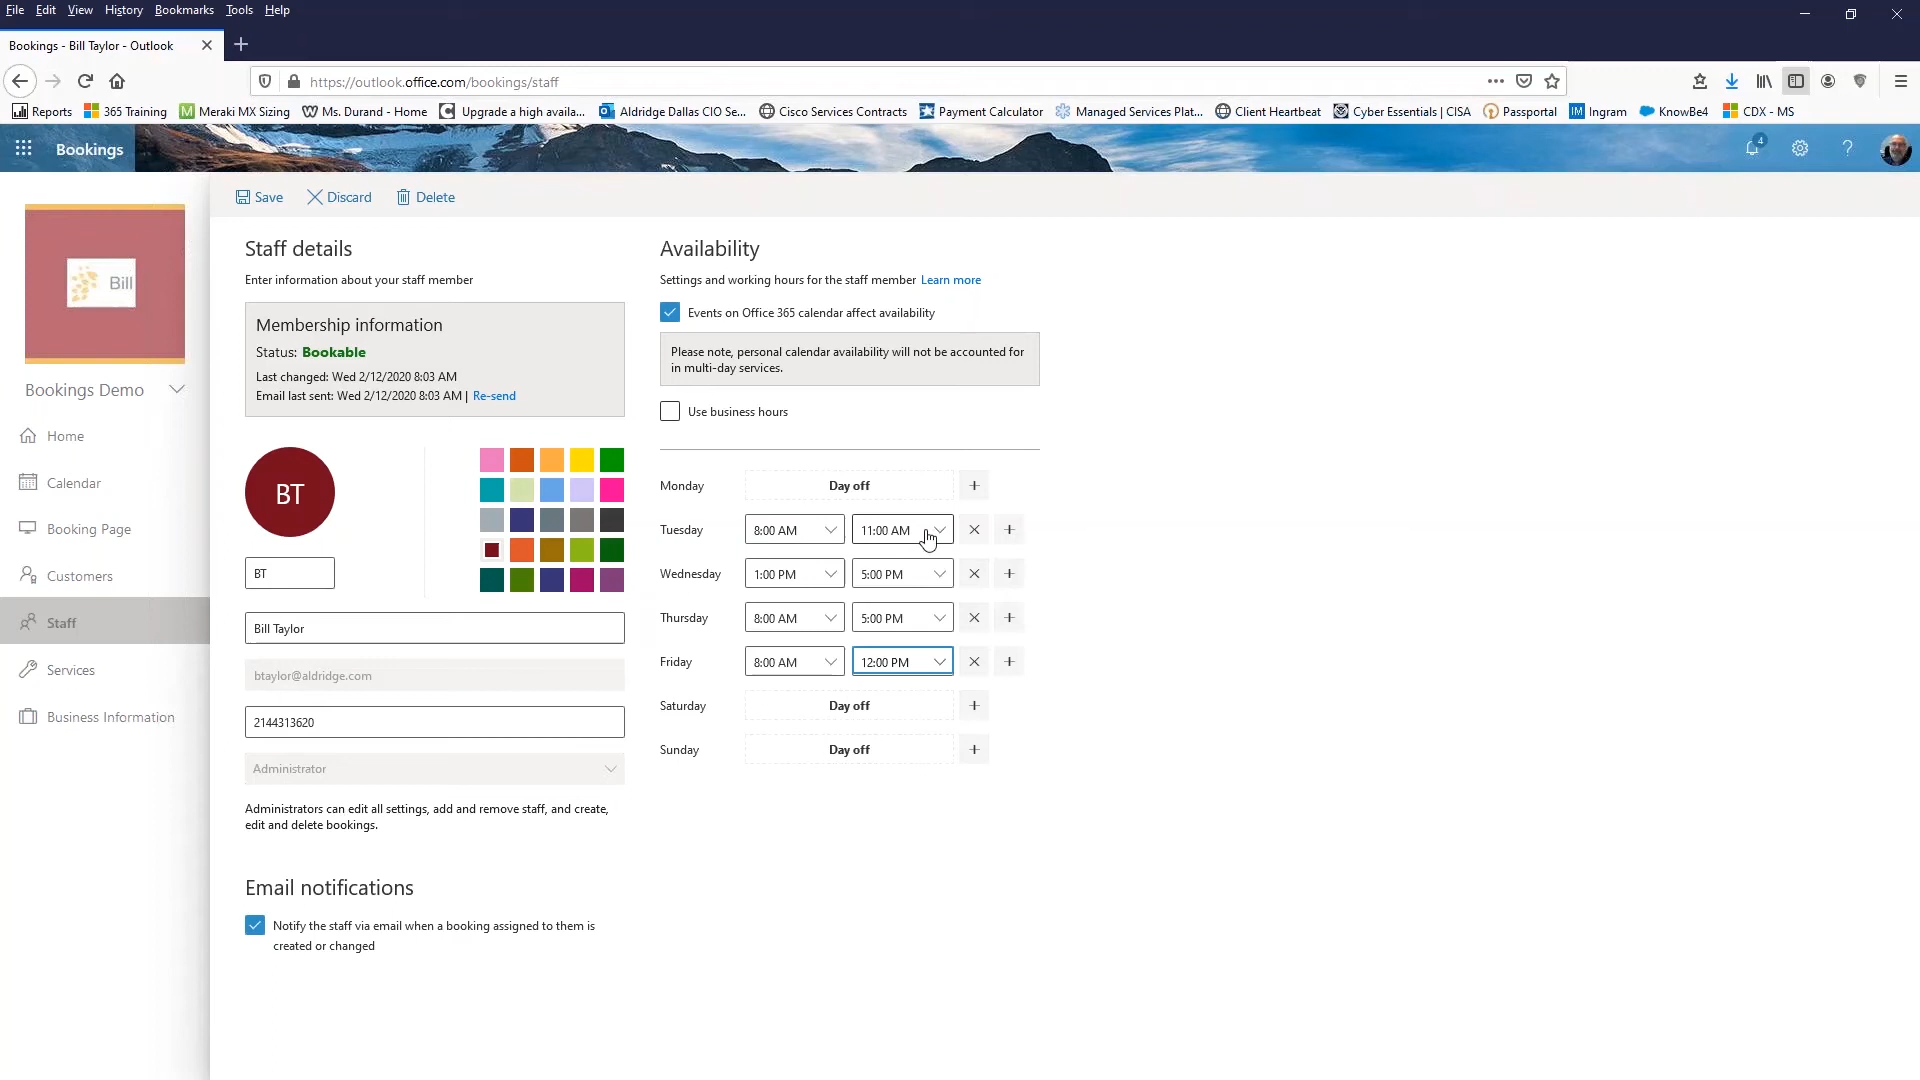 File Edit View History Bookmarks Tools Help
Bookings - Bill Taylor - Outlook
https://outlook.office.com/bookings/staff
Reports 365 Training Meraki MX Sizing Ms. Durand - Home Upgrade a high availa... Aldridge Dallas CIO Se... Cisco Services Contracts Payment Calculator Managed Services Plat... Client Heartbeat Cyber Essentials | CISA Passportal Ingram KnowBe4 CDX - MS
Bookings
4
Save Discard Delete
Bill
Bookings Demo
Home
Calendar
Booking Page
Customers
Staff
Services
Business Information
Staff details
Enter information about your staff member
Membership information
Status: Bookable
Last changed: Wed 2/12/2020 8:03 AM
Email last sent: Wed 2/12/2020 8:03 AM | Re-send
BT
BT
Bill Taylor
btaylor@aldridge.com
2144313620
Administrator
Administrators can edit all settings, add and remove staff, and create,
edit and delete bookings.
Email notifications
Notify the staff via email when a booking assigned to them is
created or changed
Availability
Settings and working hours for the staff member Learn more
Events on Office 365 calendar affect availability
Please note, personal calendar availability will not be accounted for
in multi-day services.
Use business hours
Monday Day off
Tuesday 8:00 AM 11:00 AM
Wednesday 1:00 PM 5:00 PM
Thursday 8:00 AM 5:00 PM
Friday 8:00 AM 12:00 PM
Saturday Day off
Sunday Day off